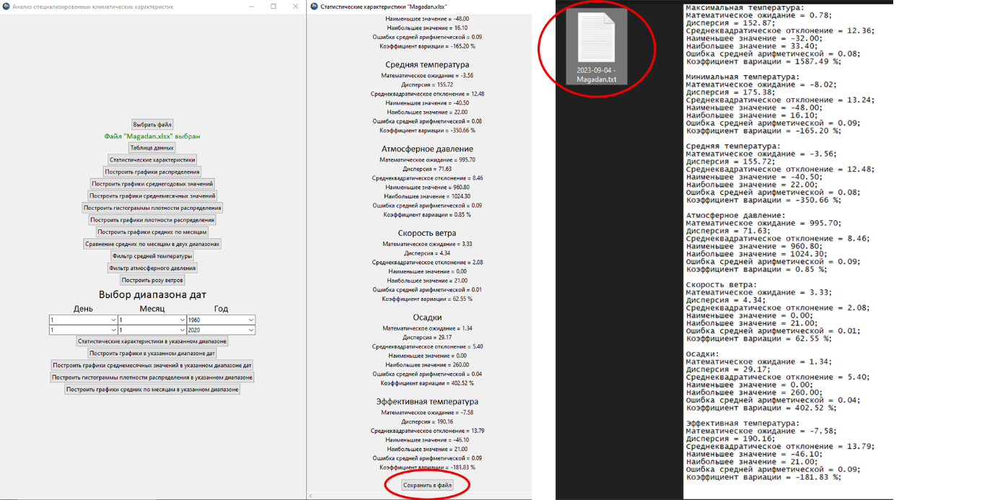 Анализ специализированных климатических характеристик
Выбрать файл
Файл "Magadan.xlsx" выбран
Таблица данных
Статистические характеристики
Построить графики распределения
Построить графики среднегодовых значений
Построить графики среднемесячных значений
Построить гистограммы плотности распределения
Построить графики плотности распределения
Построить графики средних по месяцам
Сравнение средних по месяцам в двух диапазонах
Фильтр средней температуры
Фильтр атмосферного давления
Построить розу ветров
Выбор диапазона дат
День Месяц Год
1 1 1960
1 1 2020
Статистические характеристики в указанном диапазоне
Построить графики в указанном диапазоне дат
Построить графики среднемесячных значений в указанном диапазоне дат
Построить гистограммы плотности распределения в указанном диапазоне
Построить графики средних по месяцам в указанном диапазоне
Статистические характеристики "Magadan.xlsx"
Наименьшее значение = -48.00
Наибольшее значение = 16.10
Ошибка средней арифметической = 0.09
Коэффициент вариации = -165.20 %
Средняя температура
Математическое ожидание = -3.56
Дисперсия = 155.72
Среднеквадратическое отклонение = 12.48
Наименьшее значение = -40.50
Наибольшее значение = 22.00
Ошибка средней арифметической = 0.08
Коэффициент вариации = -350.66 %
Атмосферное давление
Математическое ожидание = 995.70
Дисперсия = 71.63
Среднеквадратическое отклонение = 8.46
Наименьшее значение = 960.80
Наибольшее значение = 1024.30
Ошибка средней арифметической = 0.09
Коэффициент вариации = 0.85 %
Скорость ветра
Математическое ожидание = 3.33
Дисперсия = 4.34
Среднеквадратическое отклонение = 2.08
Наименьшее значение = 0.00
Наибольшее значение = 21.00
Ошибка средней арифметической = 0.01
Коэффициент вариации = 62.55 %
Осадки
Математическое ожидание = 1.34
Дисперсия = 29.17
Среднеквадратическое отклонение = 5.40
Наименьшее значение = 0.00
Наибольшее значение = 260.00
Ошибка средней арифметической = 0.04
Коэффициент вариации = 402.52 %
Эффективная температура
Математическое ожидание = -7.58
Дисперсия = 190.16
Среднеквадратическое отклонение = 13.79
Наименьшее значение = -46.10
Наибольшее значение = 21.00
Ошибка средней арифметической = 0.09
Коэффициент вариации = -181.83 %
Сохранить в файл
2023-09-04 -
Magadan.txt
Максимальная температура:
Математическое ожидание = 0.78;
Дисперсия = 152.87;
Среднеквадратическое отклонение = 12.36;
Наименьшее значение = -32.00;
Наибольшее значение = 33.40;
Ошибка средней арифметической = 0.08;
Коэффициент вариации = 1587.49 %;
Минимальная температура:
Математическое ожидание = -8.02;
Дисперсия = 175.38;
Среднеквадратическое отклонение = 13.24;
Наименьшее значение = -48.00;
Наибольшее значение = 16.10;
Ошибка средней арифметической = 0.09;
Коэффициент вариации = -165.20 %;
Средняя температура:
Математическое ожидание = -3.56;
Дисперсия = 155.72;
Среднеквадратическое отклонение = 12.48;
Наименьшее значение = -40.50;
Наибольшее значение = 22.00;
Ошибка средней арифметической = 0.08;
Коэффициент вариации = -350.66 %;
Атмосферное давление:
Математическое ожидание = 995.70;
Дисперсия = 71.63;
Среднеквадратическое отклонение = 8.46;
Наименьшее значение = 960.80;
Наибольшее значение = 1024.30;
Ошибка средней арифметической = 0.09;
Коэффициент вариации = 0.85 %;
Скорость ветра:
Математическое ожидание = 3.33;
Дисперсия = 4.34;
Среднеквадратическое отклонение = 2.08;
Наименьшее значение = 0.00;
Наибольшее значение = 21.00;
Ошибка средней арифметической = 0.01;
Коэффициент вариации = 62.55 %;
Осадки:
Математическое ожидание = 1.34;
Дисперсия = 29.17;
Среднеквадратическое отклонение = 5.40;
Наименьшее значение = 0.00;
Наибольшее значение = 260.00;
Ошибка средней арифметической = 0.04;
Коэффициент вариации = 402.52 %;
Эффективная температура:
Математическое ожидание = -7.58;
Дисперсия = 190.16;
Среднеквадратическое отклонение = 13.79;
Наименьшее значение = -46.10;
Наибольшее значение = 21.00;
Ошибка средней арифметической = 0.09;
Коэффициент вариации = -181.83 %;